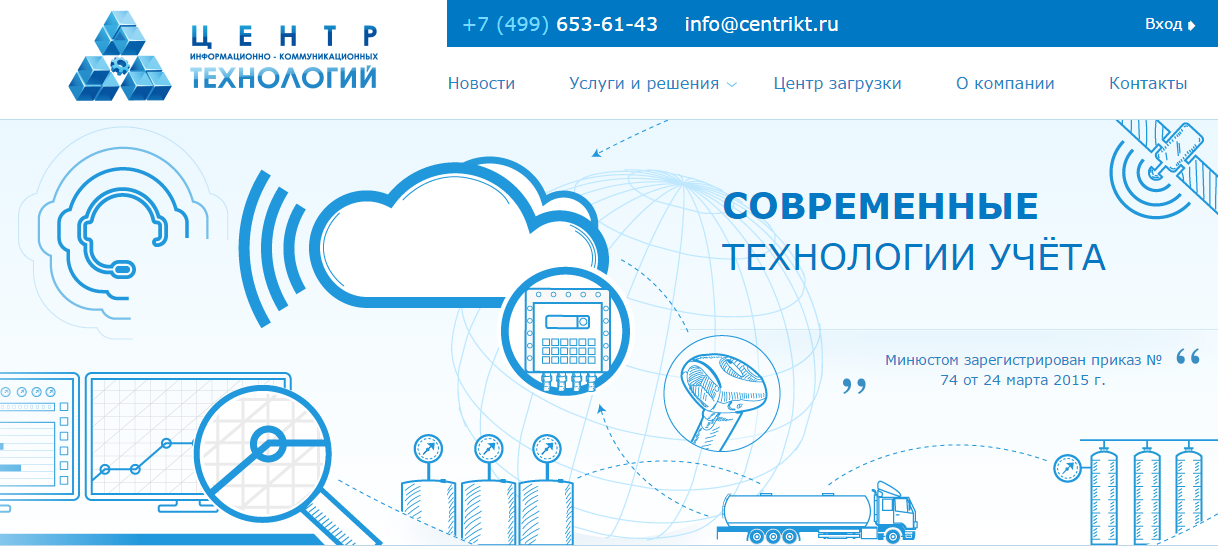 ЦЕНТР
ИНФОРМАЦИОННО - КОММУНИКАЦИОННЫХ
ТЕХНОЛОГИЙ
+7 (499) 653-61-43 info@centrikt.ru
Вход
Новости Услуги и решения Центр загрузки О компании Контакты
СОВРЕМЕННЫЕ
ТЕХНОЛОГИИ УЧЁТА
Минюстом зарегистрирован приказ № “
„ 74 от 24 марта 2015 г.